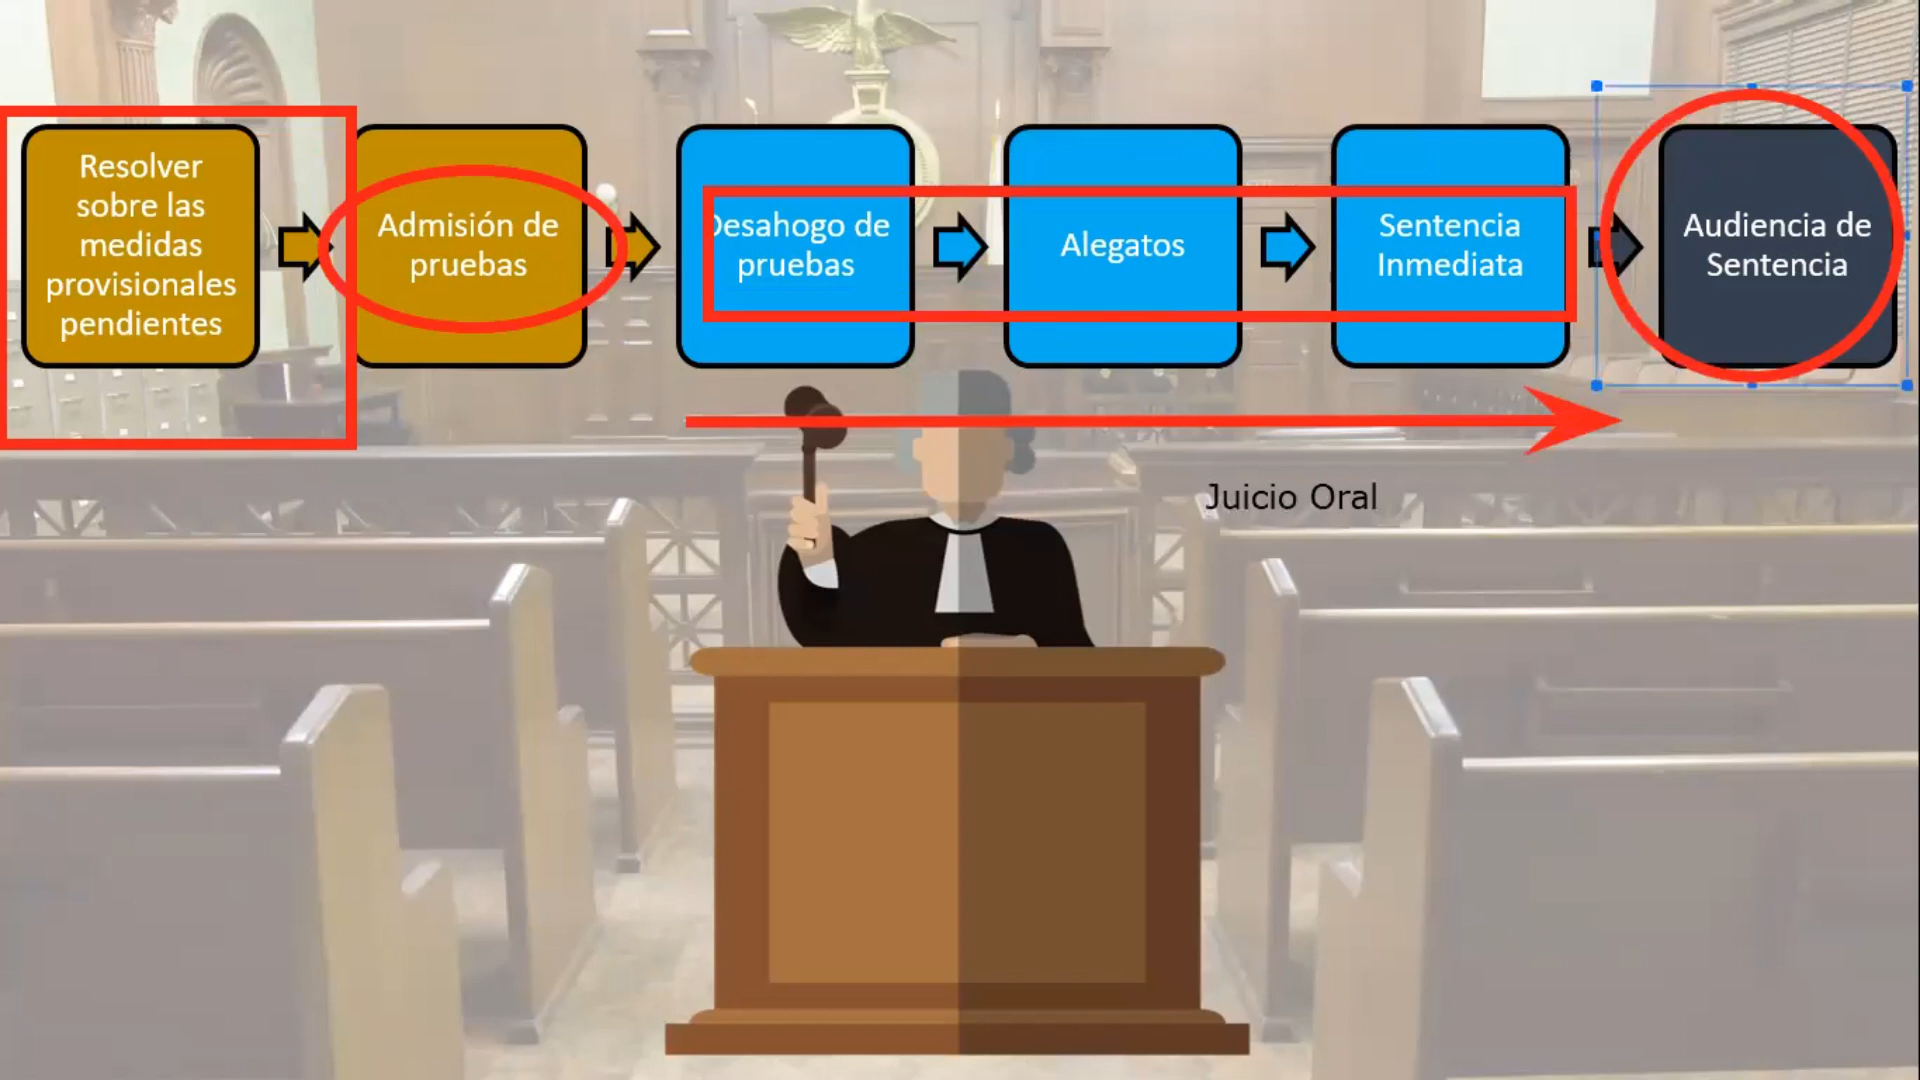 Resolver
sobre las
medidas
provisionales
pendientes
Admisión de
pruebas
Desahogo de
pruebas
Alegatos
Sentencia
Inmediata
Audiencia de
Sentencia
Juicio Oral